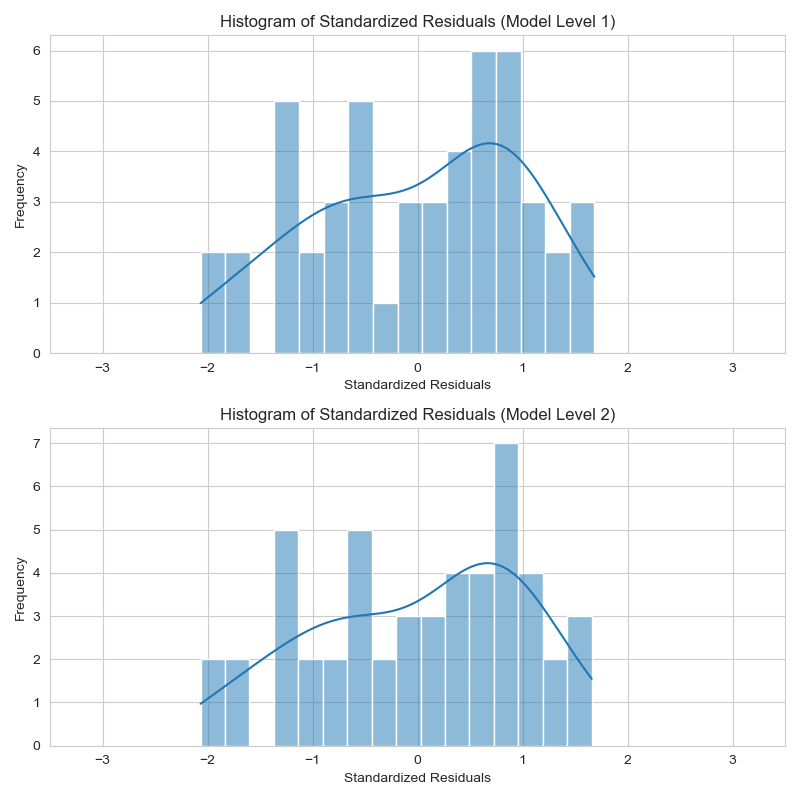 Histogram of Standardized Residuals (Model Level 1)
6
5
4
3
2
1
0
Frequency
−3 −2 −1 0 1 2 3
Standardized Residuals
Histogram of Standardized Residuals (Model Level 2)
7
6
5
4
3
2
1
0
Frequency
−3 −2 −1 0 1 2 3
Standardized Residuals